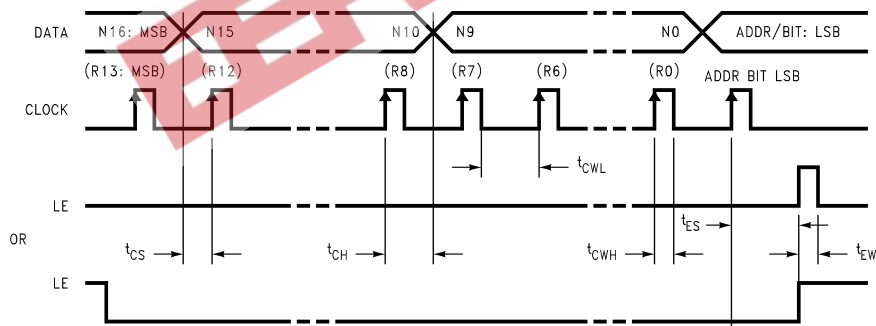 DATA N16: MSB N15 N10 N9 N0 ADDR/BIT: LSB
(R13: MSB) (R12) (R8) (R7) (R6) (R0) ADDR BIT LSB
CLOCK
tCWL
LE
tES
OR
tCS tCH tCWH tEW
LE